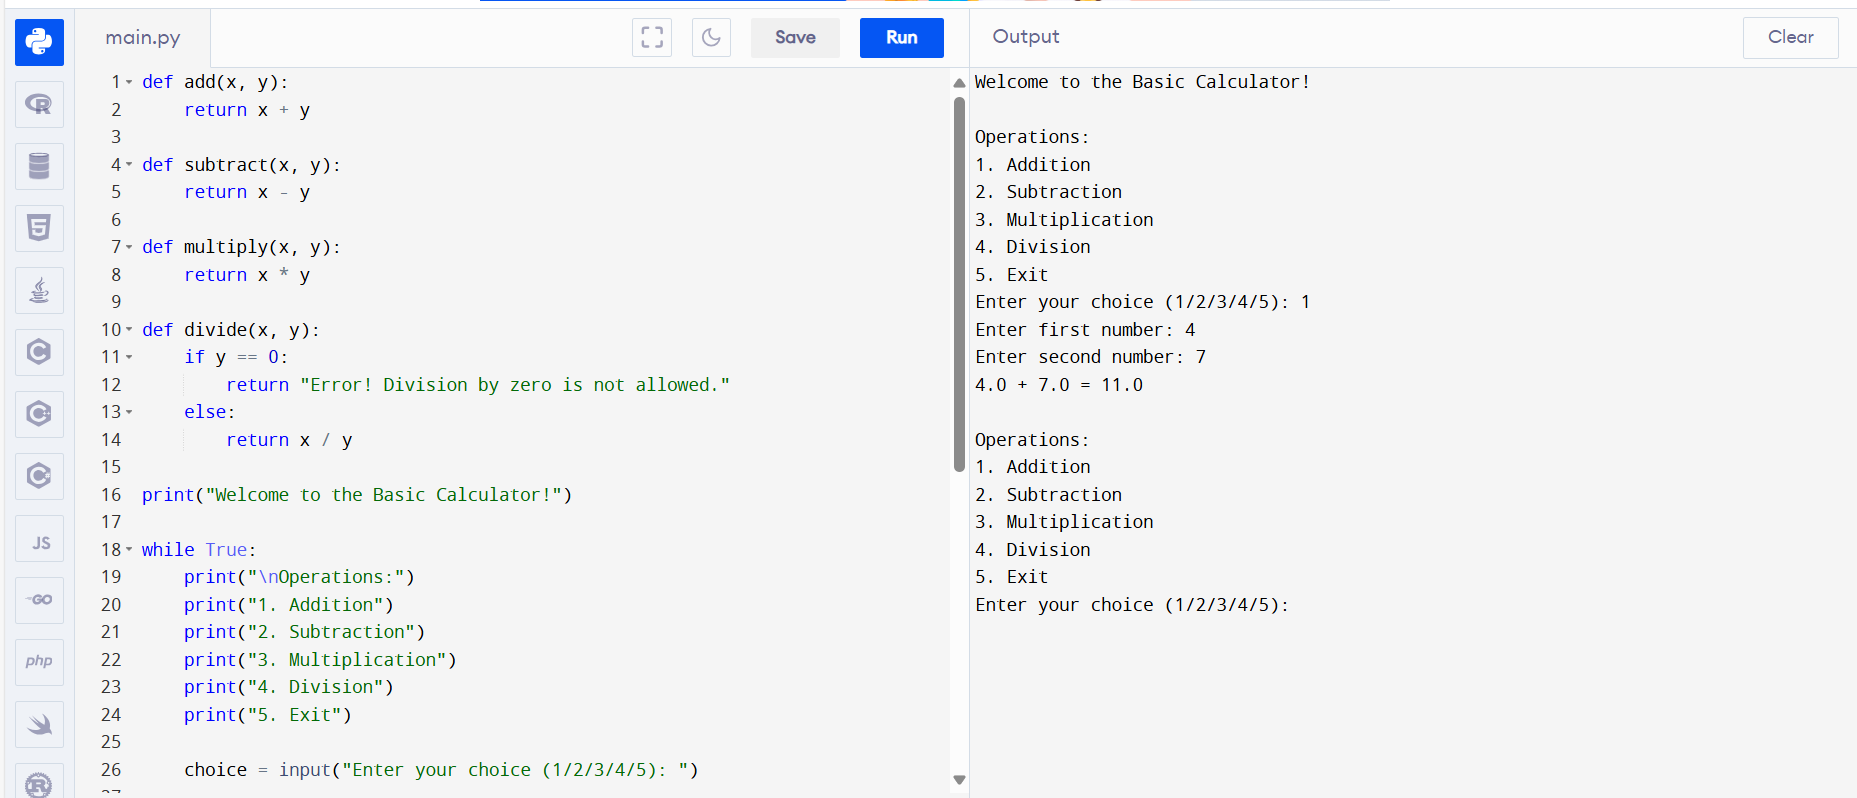 main.py
Save
Run
Output
Clear
1 def add(x, y):
2     return x + y
3
4 def subtract(x, y):
5     return x - y
6
7 def multiply(x, y):
8     return x * y
9
10 def divide(x, y):
11     if y == 0:
12         return "Error! Division by zero is not allowed."
13     else:
14         return x / y
15
16 print("Welcome to the Basic Calculator!")
17
18 while True:
19     print("\nOperations:")
20     print("1. Addition")
21     print("2. Subtraction")
22     print("3. Multiplication")
23     print("4. Division")
24     print("5. Exit")
25
26     choice = input("Enter your choice (1/2/3/4/5): ")
Welcome to the Basic Calculator!
Operations:
1. Addition
2. Subtraction
3. Multiplication
4. Division
5. Exit
Enter your choice (1/2/3/4/5): 1
Enter first number: 4
Enter second number: 7
4.0 + 7.0 = 11.0
Operations:
1. Addition
2. Subtraction
3. Multiplication
4. Division
5. Exit
Enter your choice (1/2/3/4/5):
R
5
C
C
C
JS
GO
php
R